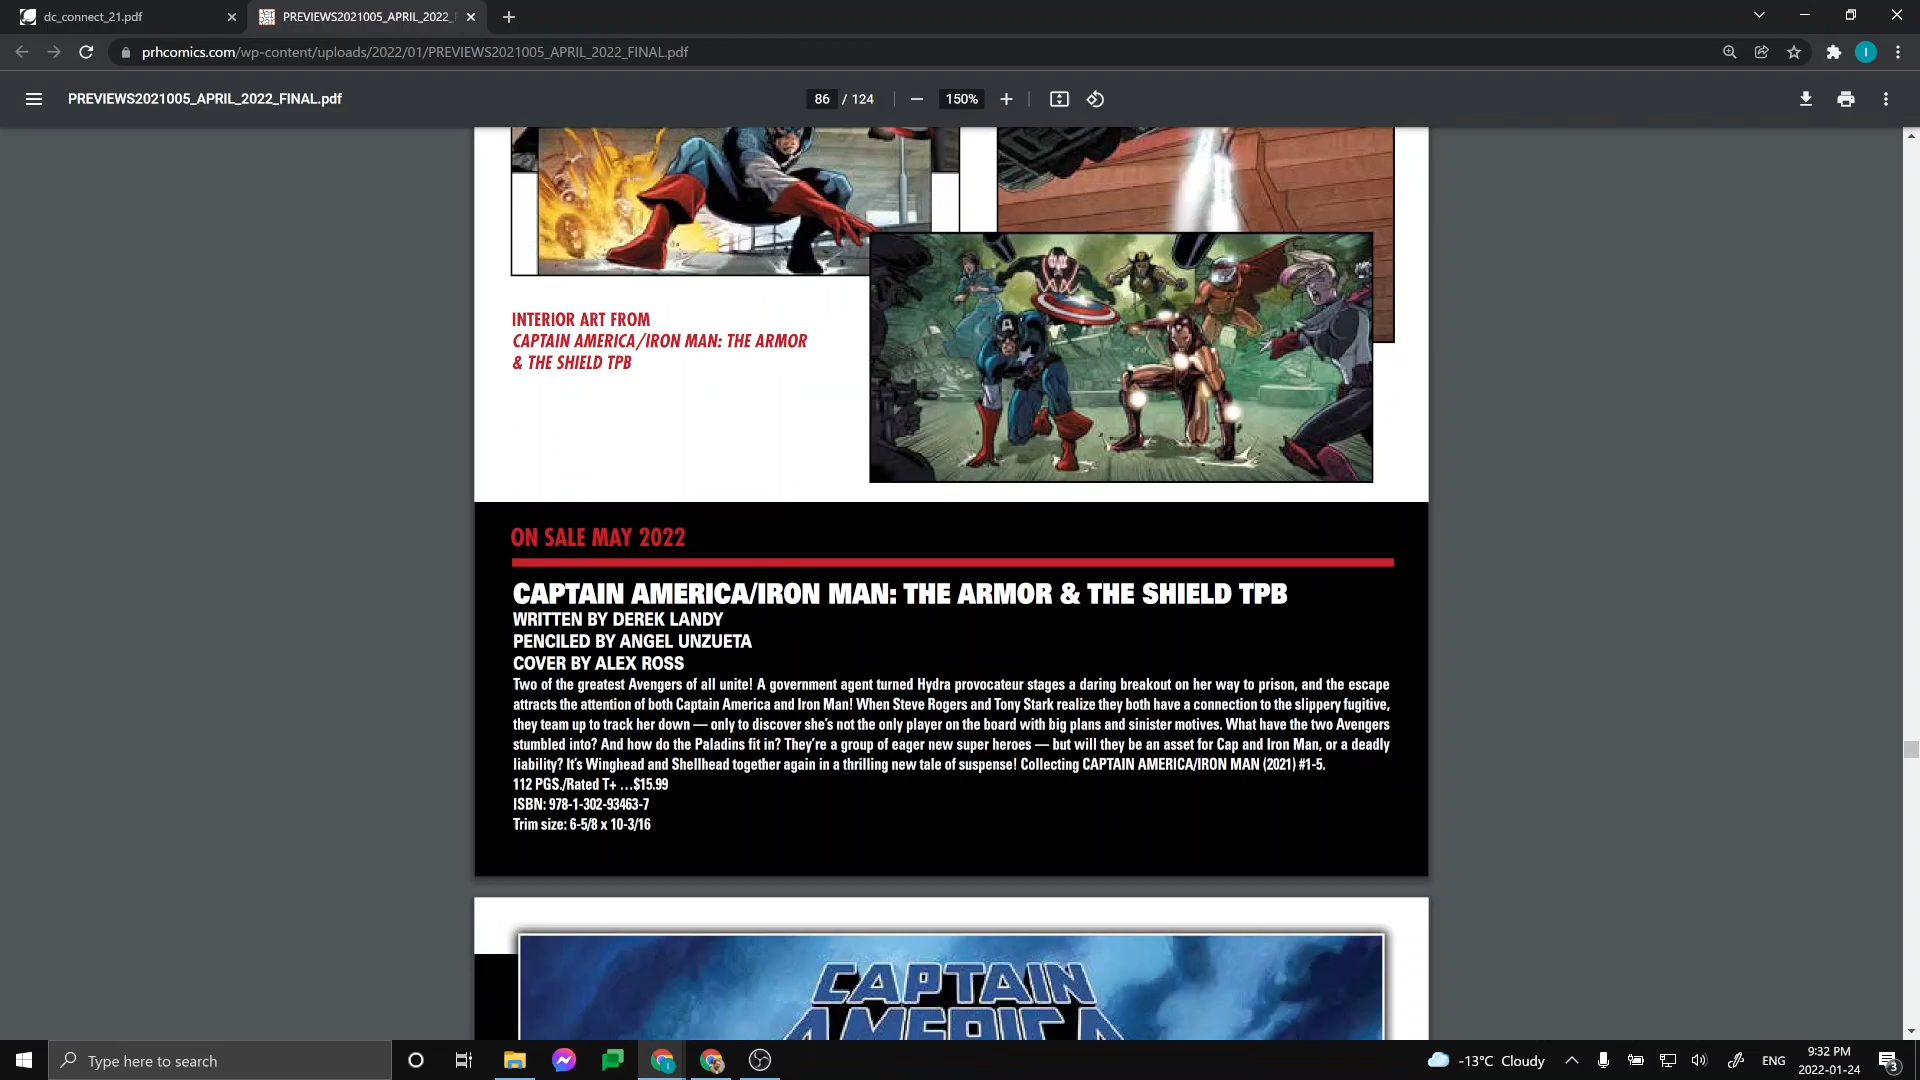 dc_connect_21.pdf
PREVIEWS2021005_APRIL_2022_F
prhcomics.com/wp-content/uploads/2022/01/PREVIEWS2021005_APRIL_2022_FINAL.pdf
I
PREVIEWS2021005_APRIL_2022_FINAL.pdf
86 / 124
150%
INTERIOR ART FROM
CAPTAIN AMERICA/IRON MAN: THE ARMOR
& THE SHIELD TPB
ON SALE MAY 2022
CAPTAIN AMERICA/IRON MAN: THE ARMOR & THE SHIELD TPB
WRITTEN BY DEREK LANDY
PENCILED BY ANGEL UNZUETA
COVER BY ALEX ROSS
Two of the greatest Avengers of all unite! A government agent turned Hydra provocateur stages a daring breakout on her way to prison, and the escape
attracts the attention of both Captain America and Iron Man! When Steve Rogers and Tony Stark realize they both have a connection to the slippery fugitive,
they team up to track her down — only to discover she's not the only player on the board with big plans and sinister motives. What have the two Avengers
stumbled into? And how do the Paladins fit in? They're a group of eager new super heroes — but will they be an asset for Cap and Iron Man, or a deadly
liability? It's Winghead and Shellhead together again in a thrilling new tale of suspense! Collecting CAPTAIN AMERICA/IRON MAN (2021) #1-5.
112 PGS./Rated T+ …$15.99
ISBN: 978-1-302-93463-7
Trim size: 6-5/8 x 10-3/16
CAPTAIN
AMERICA
Type here to search
-13°C Cloudy
ENG
9:32 PM
2022-01-24
3